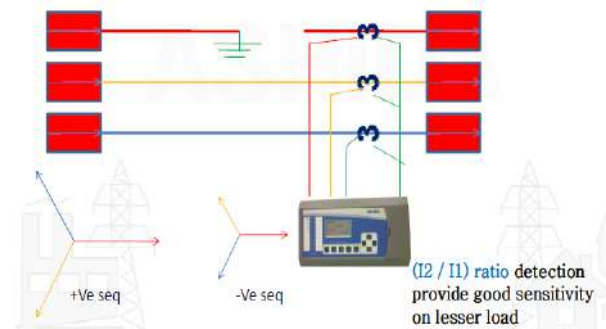 +Ve seq
-Ve seq
(I2 / I1) ratio detection
provide good sensitivity
on lesser load